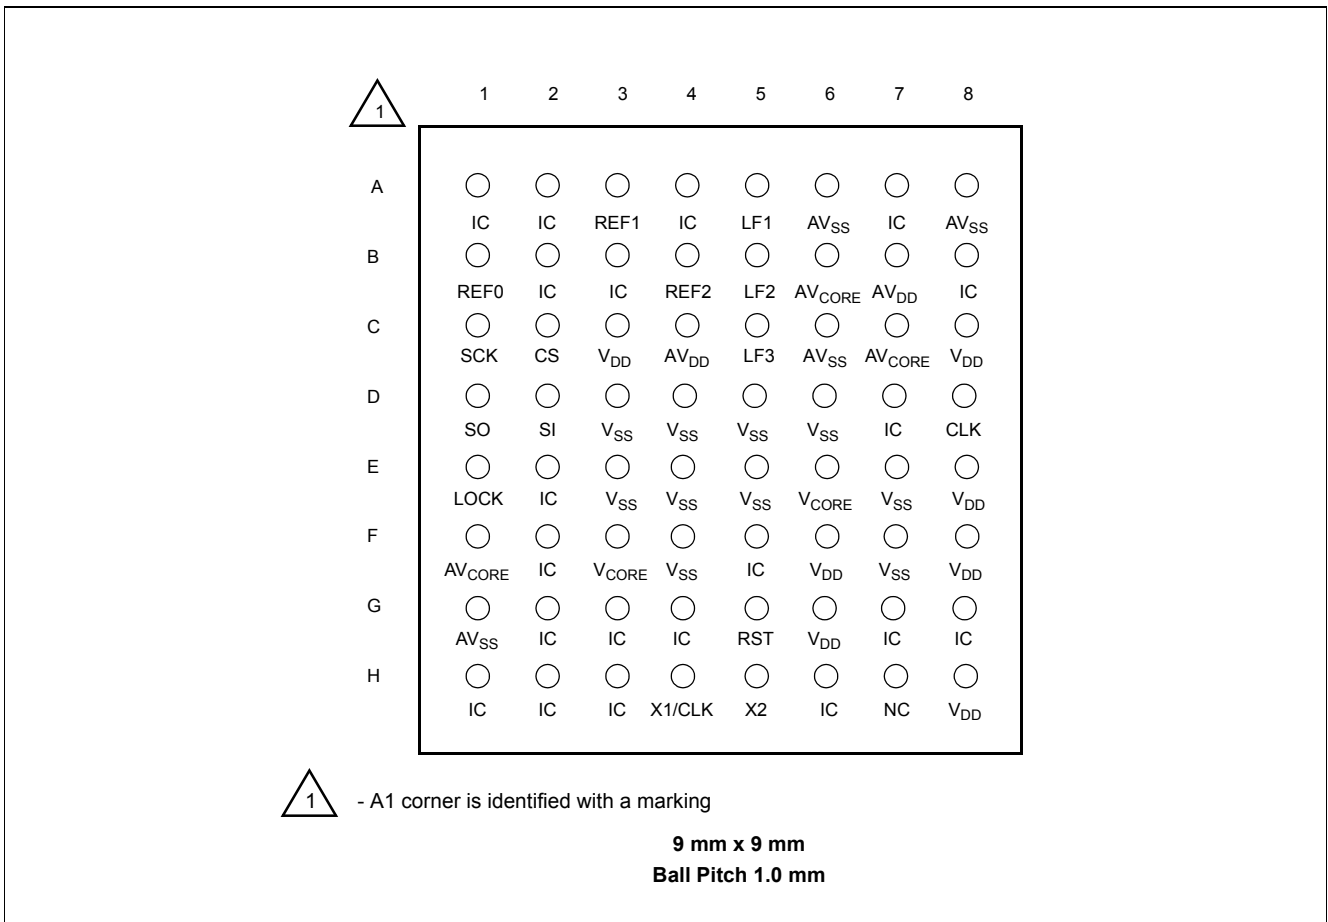 1 1 2 3 4 5 6 7 8
A
IC IC REF1 IC LF1 AVSS IC AVSS
B
REF0 IC IC REF2 LF2 AVCORE AVDD IC
C
SCK CS VDD AVDD LF3 AVSS AVCORE VDD
D
SO SI VSS VSS VSS VSS IC CLK
E
LOCK IC VSS VSS VSS VCORE VSS VDD
F
AVCORE IC VCORE VSS IC VDD VSS VDD
G
AVSS IC IC IC RST VDD IC IC
H
IC IC IC X1/CLK X2 IC NC VDD
1 - A1 corner is identified with a marking
9 mm x 9 mm
Ball Pitch 1.0 mm